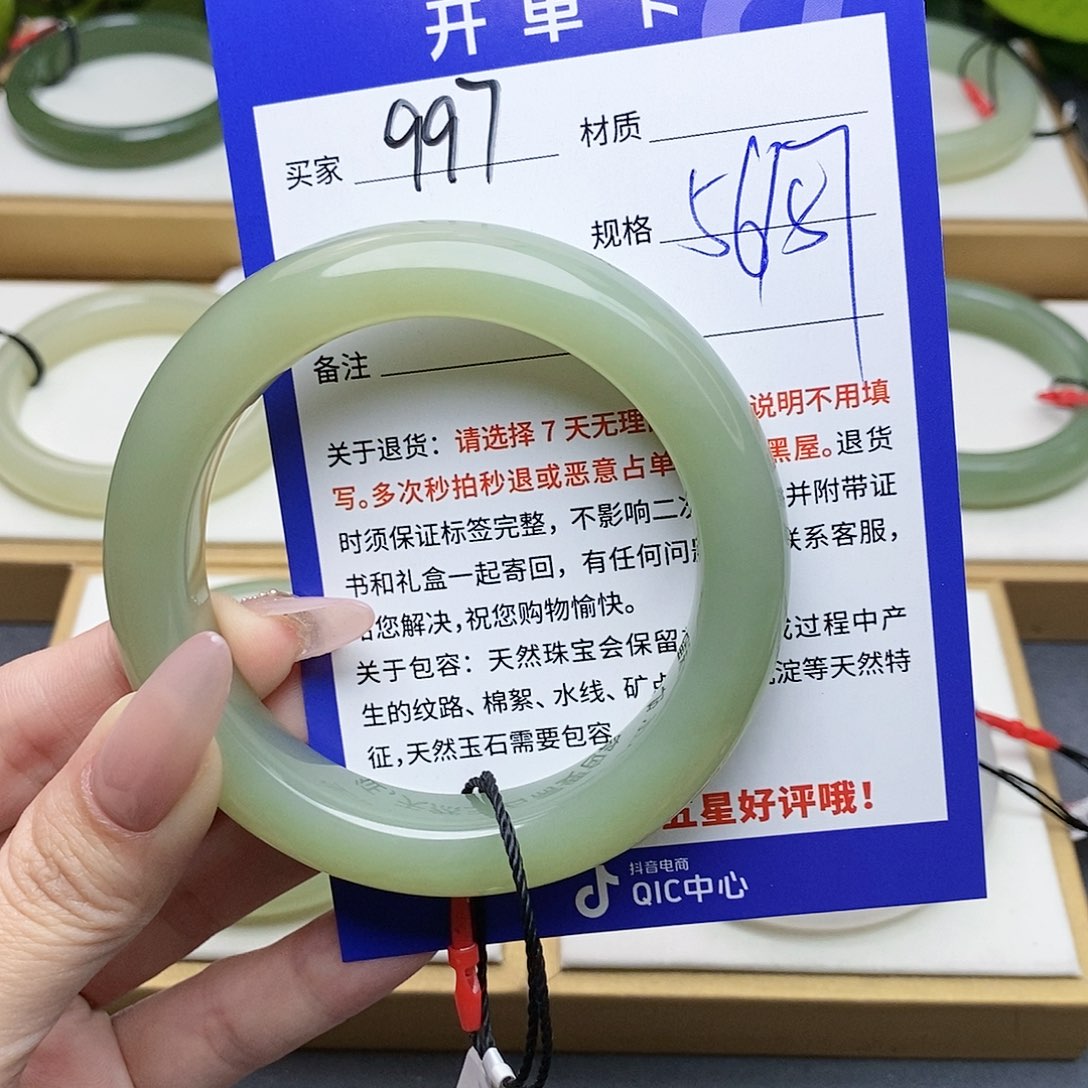 开单卡
买家 997 材质
规格 568
备注
关于退货：请选择7天无理 说明不用填
写。多次秒拍秒退或恶意占单 黑屋。退货
时须保证标签完整，不影响二次 并附带证
书和礼盒一起寄回，有任何问题 联系客服，
给您解决，祝您购物愉快。
关于包容：天然珠宝会保留 成过程中产
生的纹路、棉絮、水线、矿点 沉淀等天然特
征，天然玉石需要包容
五星好评哦！
抖音电商
QIC中心